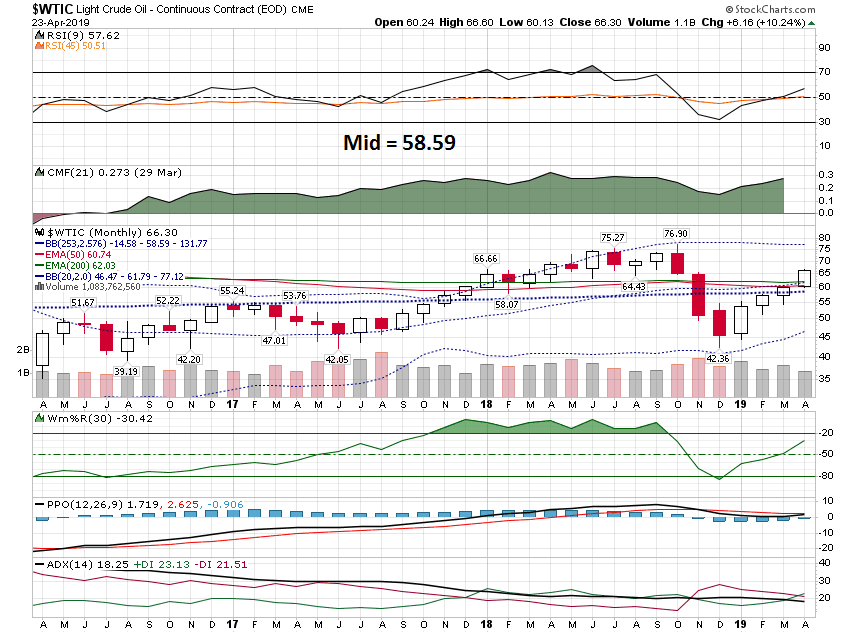 $WTIC Light Crude Oil - Continuous Contract (EOD) CME © StockCharts.com
23-Apr-2019 Open 60.24 High 66.60 Low 60.13 Close 66.30 Volume 1.1B Chg +6.16 (+10.24%)
RSI(9) 57.62
RSI(45) 50.51
90
70
50
30
10
Mid = 58.59
CMF(21) 0.273 (29 Mar)
0.3
0.2
0.1
0.0
$WTIC (Monthly) 66.30
BB(253,2.576) -14.58 - 58.59 - 131.77
EMA(50) 60.74
EMA(200) 62.03
BB(20,2.0) 46.47 - 61.79 - 77.12
Volume 1,083,762,560
51.67
39.19
52.22
42.20
55.24
47.01
53.76
42.05
66.66
58.07
75.27
64.43
76.90
42.36
80
75
70
65
60
55
50
45
40
35
2B
1B
A M J J A S O N D 17 F M A M J J A S O N D 18 F M A M J J A S O N D 19 F M A
Wm%R(30) -30.42
-20
-50
-80
PPO(12,26,9) 1.719, 2.625, -0.906
10
0
-10
-20
ADX(14) 18.25 +DI 23.13 -DI 21.51
40
30
20
A M J J A S O N D 17 F M A M J J A S O N D 18 F M A M J J A S O N D 19 F M A